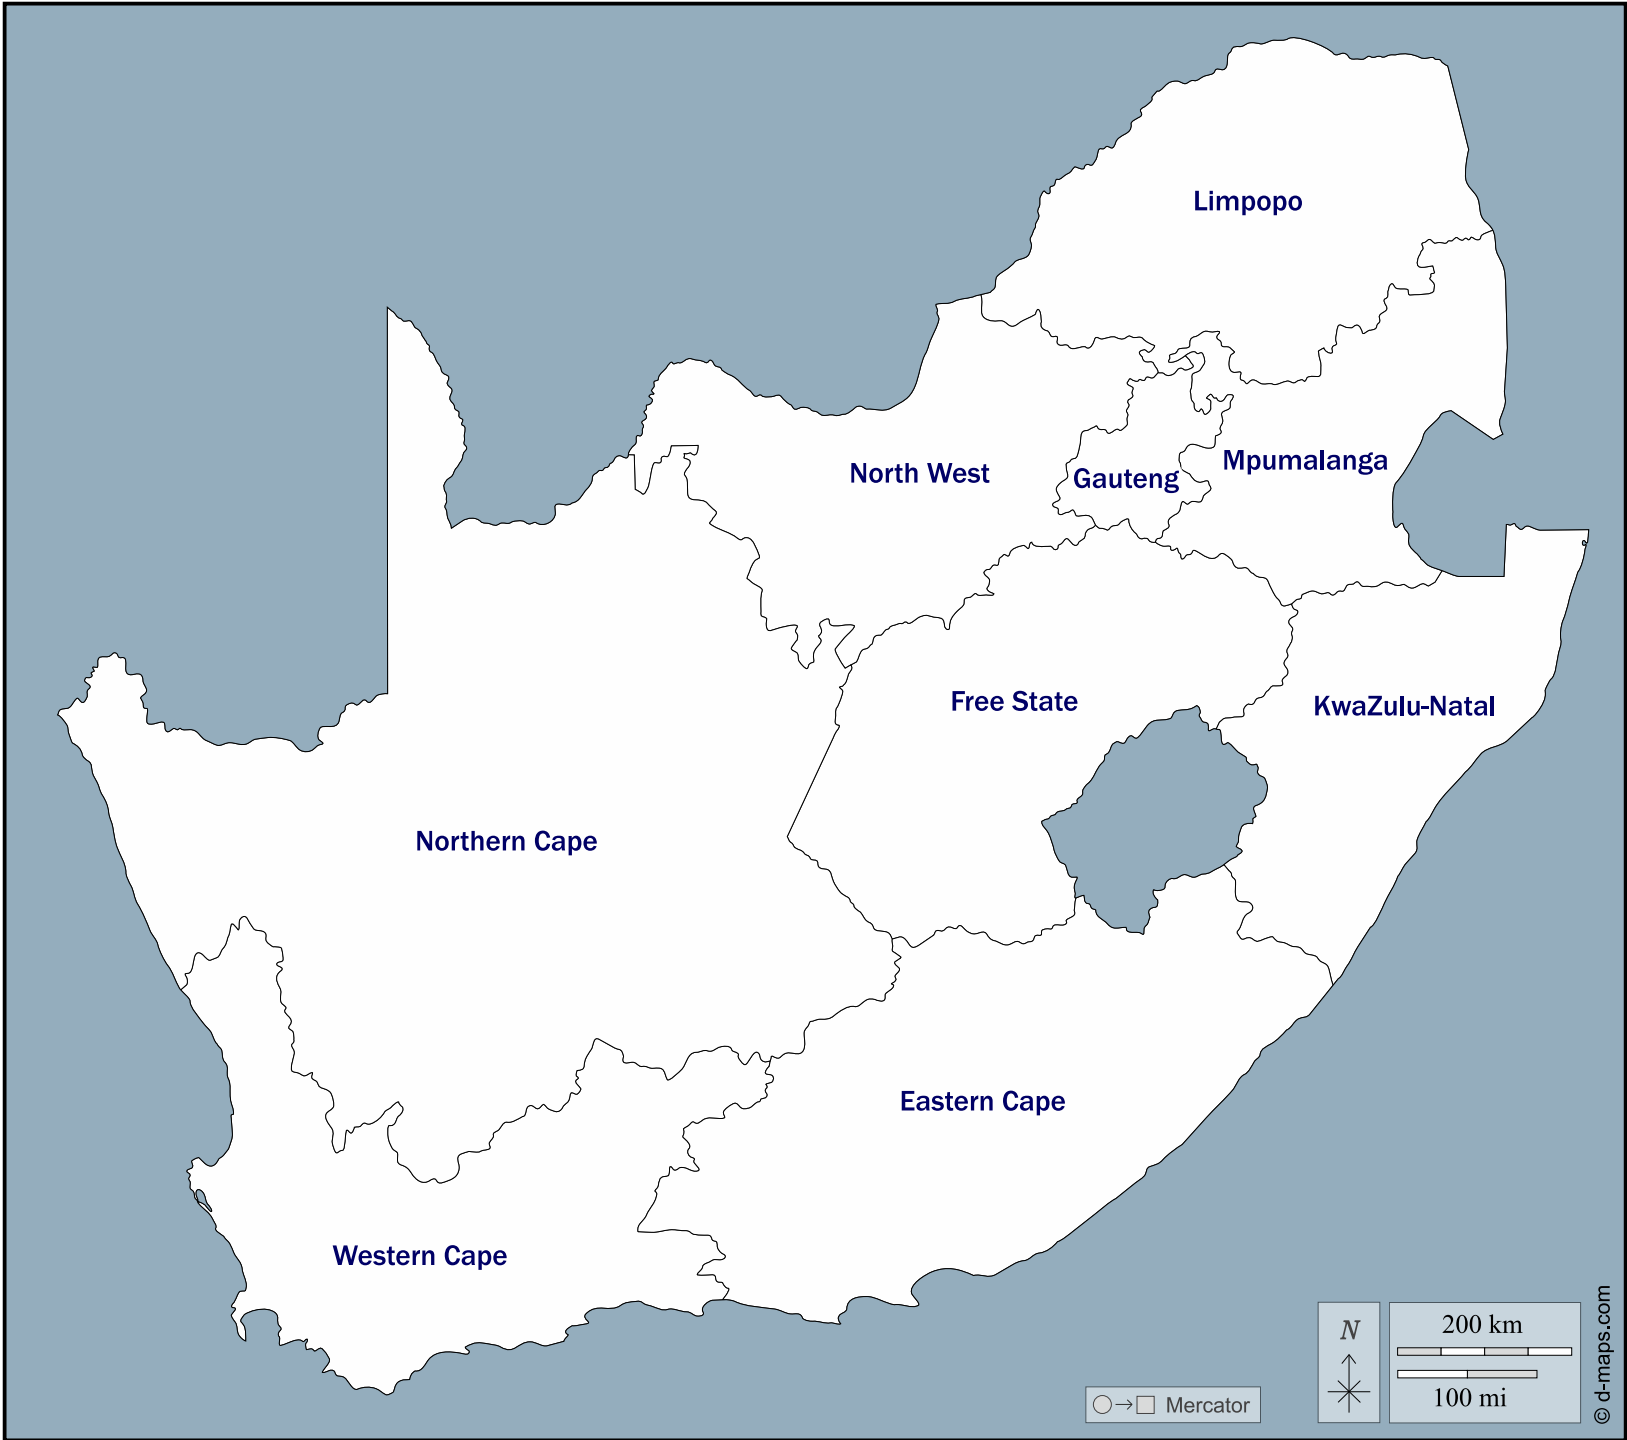 Limpopo
North West
Gauteng
Mpumalanga
Free State
KwaZulu-Natal
Northern Cape
Eastern Cape
Western Cape
N
200 km
100 mi
Mercator
© d-maps.com